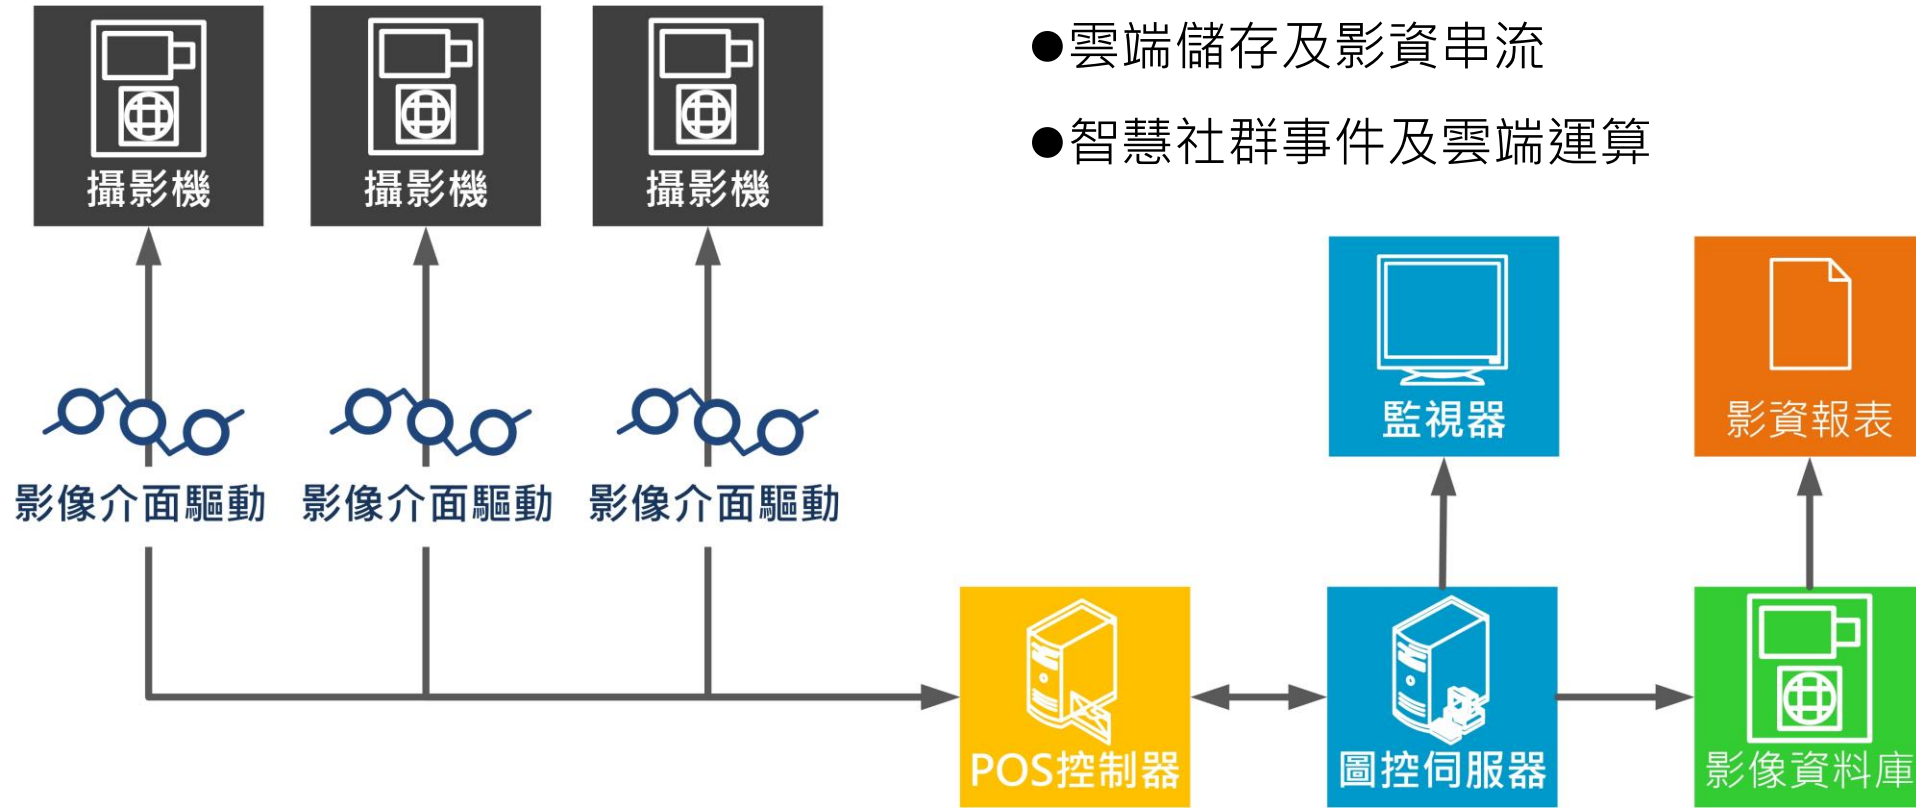 ●雲端儲存及影資串流
●智慧社群事件及雲端運算
攝影機
攝影機
攝影機
監視器
影資報表
影像介面驅動
影像介面驅動
影像介面驅動
POS控制器
圖控伺服器
影像資料庫